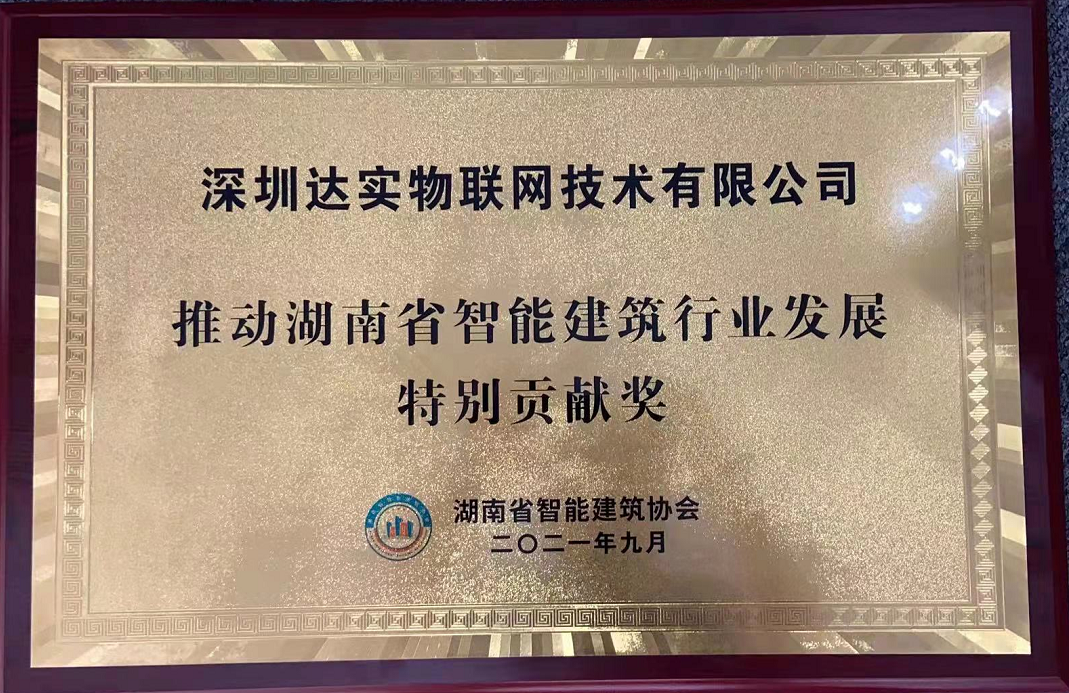 深圳达实物联网技术有限公司
推动湖南省智能建筑行业发展
特别贡献奖
湖南省智能建筑协会
二〇二一年九月